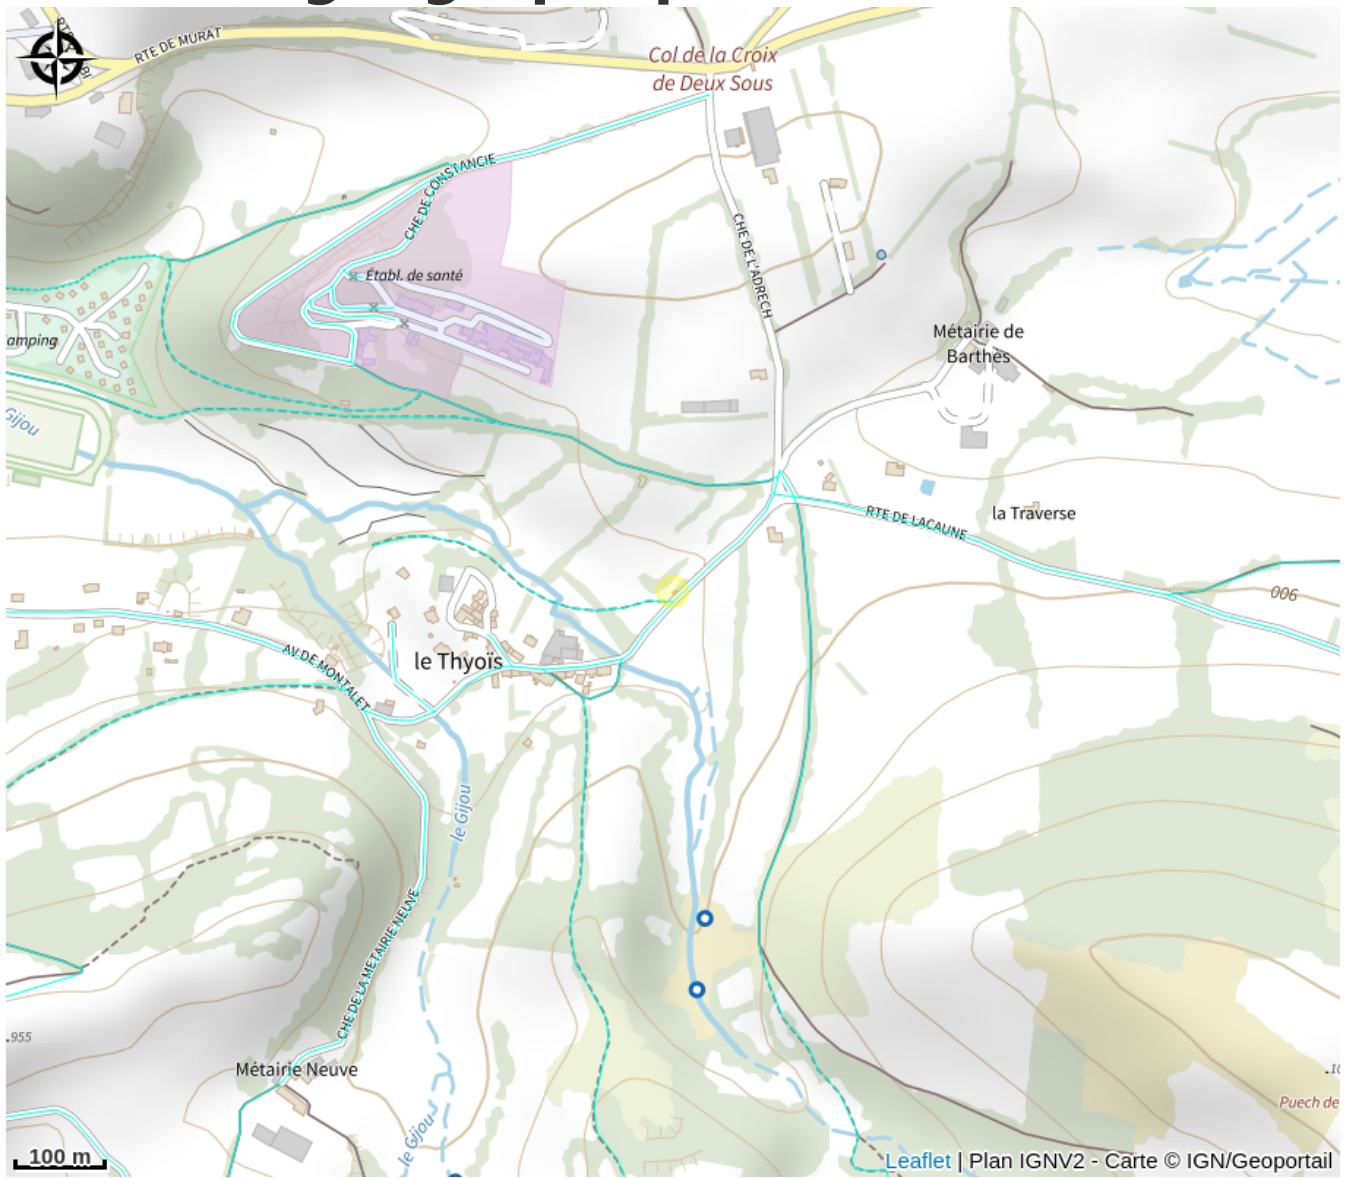 RTE DE MURAT
Col de la Croix
de Deux Sous
CHE DE CONSTANCIE
Établ. de santé
CHE DE L'ADRECH
Métairie de
Barthès
amping
Gijou
RTE DE LACAUNE
la Traverse
006
le Thyoïs
AV DE MONTALET
le Gijou
CHE DE LA METAIRIE NEUVE
.955
Métairie Neuve
Puech de
le Gijou
100 m
Leaflet | Plan IGNV2 - Carte © IGN/Geoportail